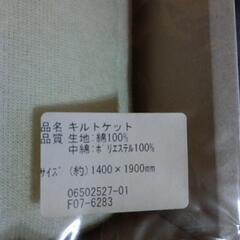 品名 キルトケット
品質 生地:綿100%
中綿:ポリエステル100%
サイズ (約)1400×1900mm
06502527-01
F07-6283